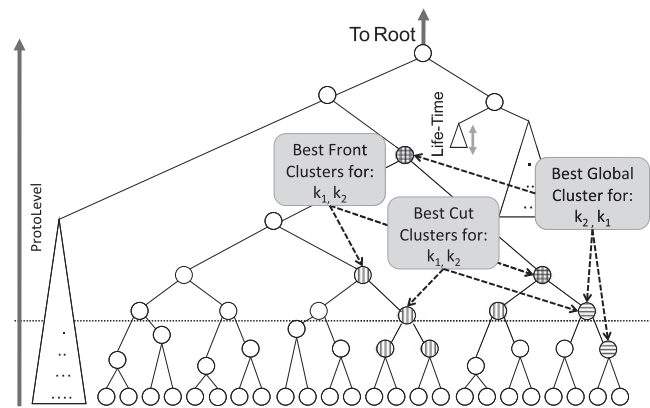 To Root
Life-Time
ProtoLevel
Best Front
Clusters for:
k1, k2
Best Cut
Clusters for:
k1, k2
Best Global
Cluster for:
k2 k1